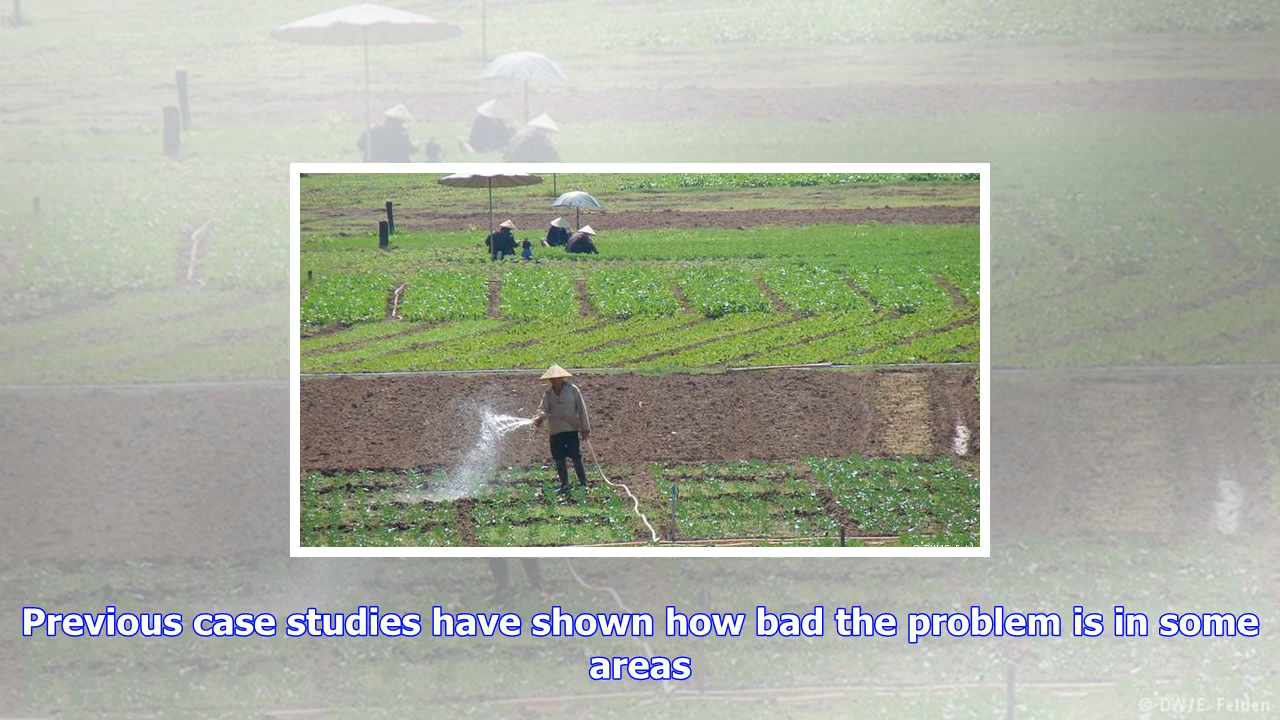 Previous case studies have shown how bad the problem is in some
areas
© DW/E. Felden